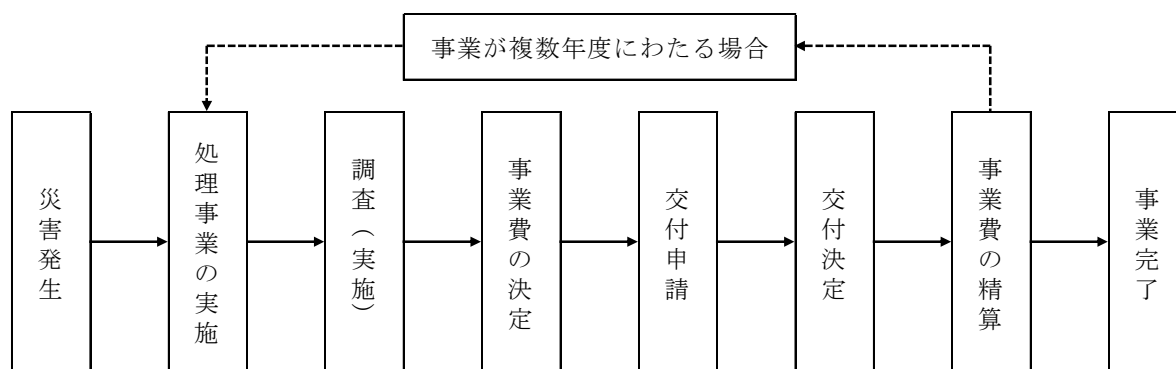 事業が複数年度にわたる場合
災害発生
処理事業の実施
調査（実施）
事業費の決定
交付申請
交付決定
事業費の精算
事業完了